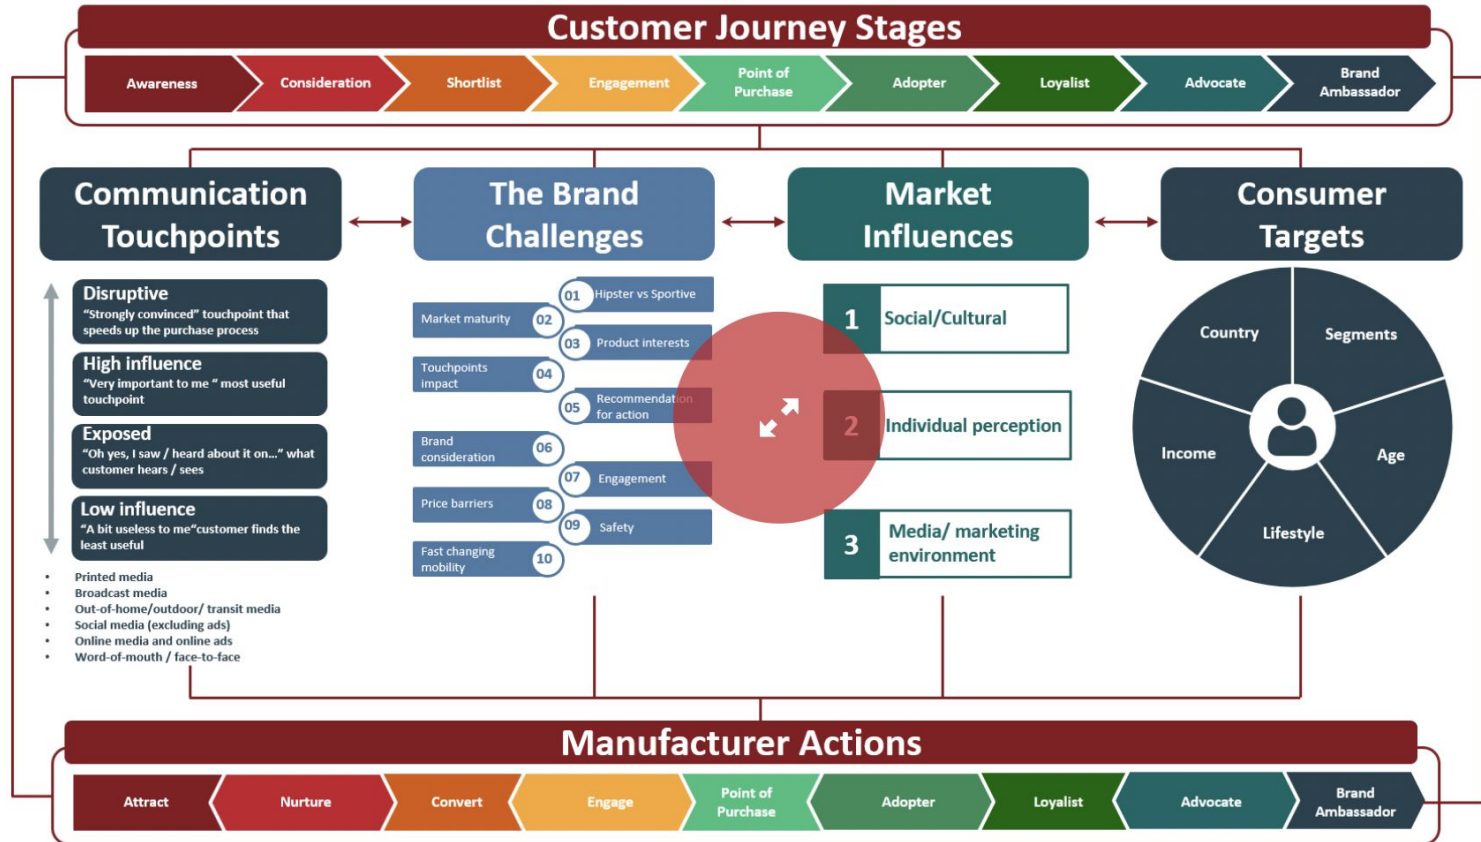 Customer Journey Stages
Awareness
Consideration
Shortlist
Engagement
Point of
Purchase
Adopter
Loyalist
Advocate
Brand
Ambassador
Communication
Touchpoints
The Brand
Challenges
Market
Influences
Consumer
Targets
Disruptive
“Strongly convinced” touchpoint that
speeds up the purchase process
High influence
“Very important to me “ most useful
touchpoint
Exposed
“Oh yes, I saw / heard about it on...” what
customer hears / sees
Low influence
“A bit useless to me“customer finds the
least useful
• Printed media
• Broadcast media
• Out-of-home/outdoor/ transit media
• Social media (excluding ads)
• Online media and online ads
• Word-of-mouth / face-to-face
01 Hipster vs Sportive
Market maturity 02
03 Product interests
Touchpoints
impact
04
05
Recommendation
for action
Brand
consideration
06
07 Engagement
Price barriers 08
09 Safety
Fast changing
mobility
10
1 Social/Cultural
2 Individual perception
3
Media/ marketing
environment
Country
Segments
Income
Age
Lifestyle
Manufacturer Actions
Attract
Nurture
Convert
Engage
Point of
Purchase
Adopter
Loyalist
Advocate
Brand
Ambassador